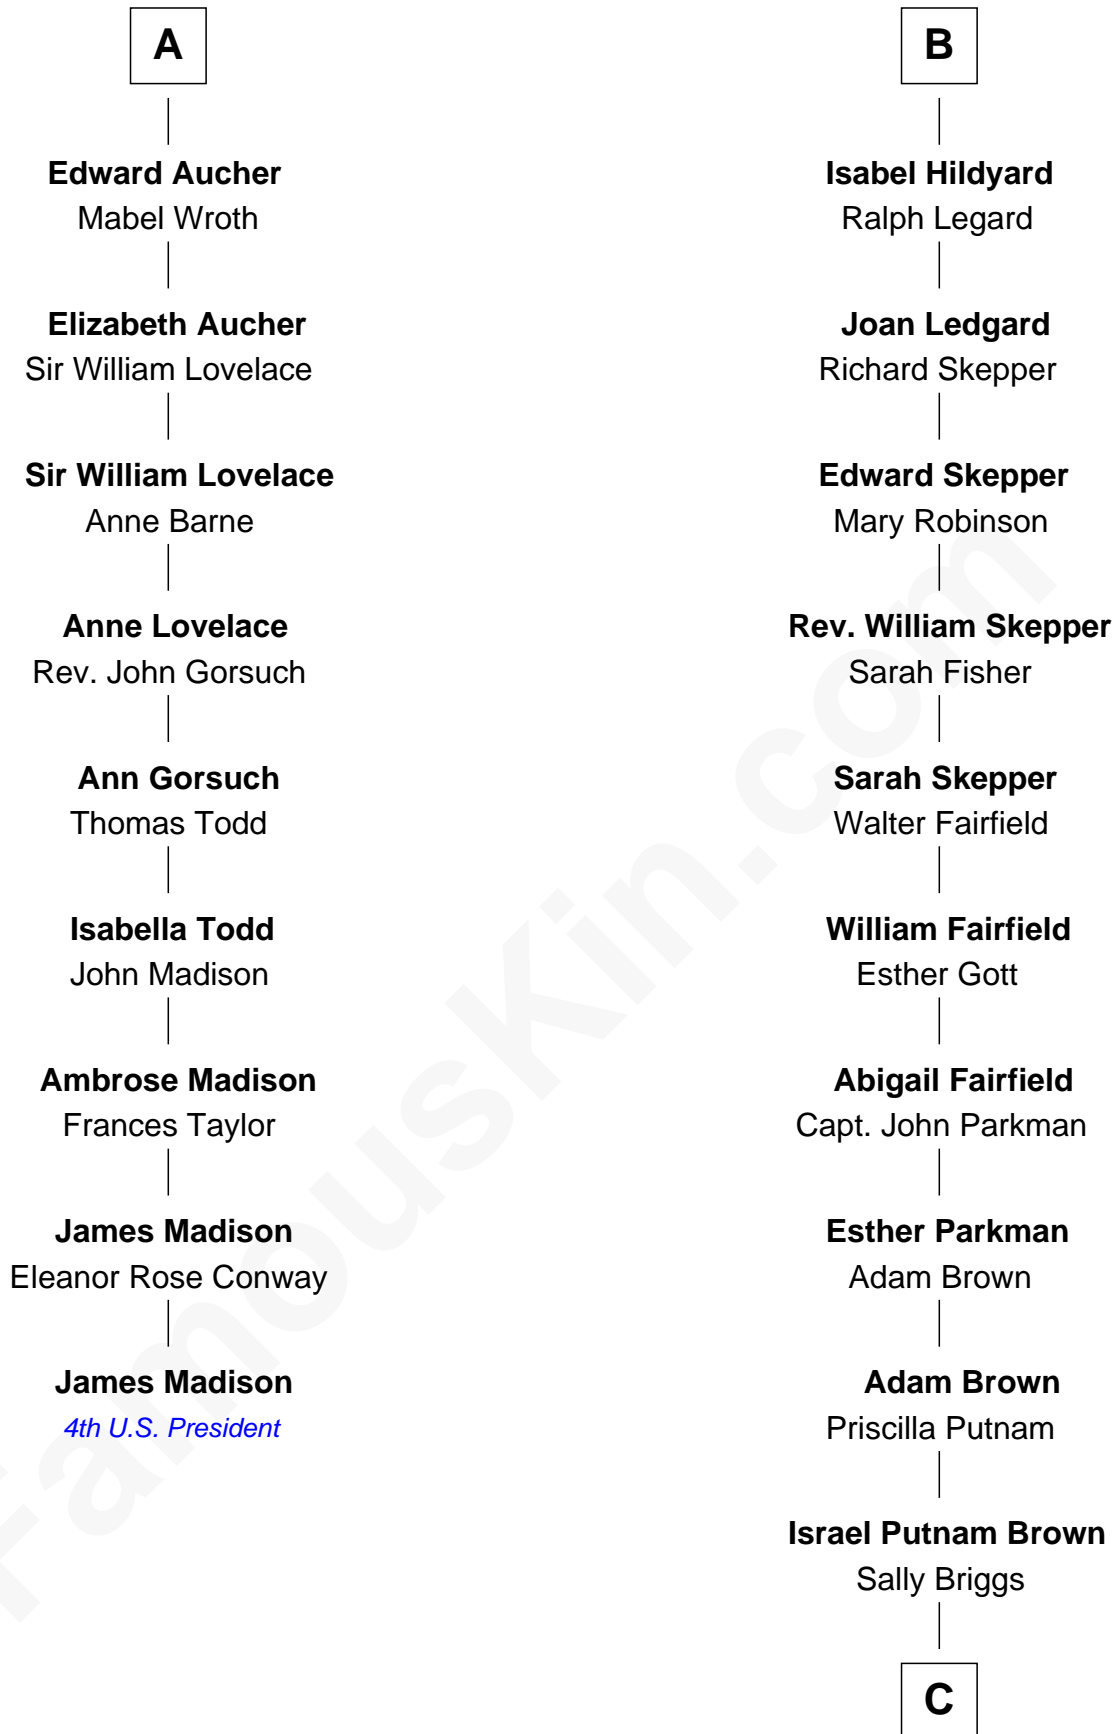 A
Edward Aucher
Mabel Wroth
Elizabeth Aucher
Sir William Lovelace
Sir William Lovelace
Anne Barne
Anne Lovelace
Rev. John Gorsuch
Ann Gorsuch
Thomas Todd
Isabella Todd
John Madison
Ambrose Madison
Frances Taylor
James Madison
Eleanor Rose Conway
James Madison
4th U.S. President
B
Isabel Hildyard
Ralph Legard
Joan Ledgard
Richard Skepper
Edward Skepper
Mary Robinson
Rev. William Skepper
Sarah Fisher
Sarah Skepper
Walter Fairfield
William Fairfield
Esther Gott
Abigail Fairfield
Capt. John Parkman
Esther Parkman
Adam Brown
Adam Brown
Priscilla Putnam
Israel Putnam Brown
Sally Briggs
C
FamousKin.com